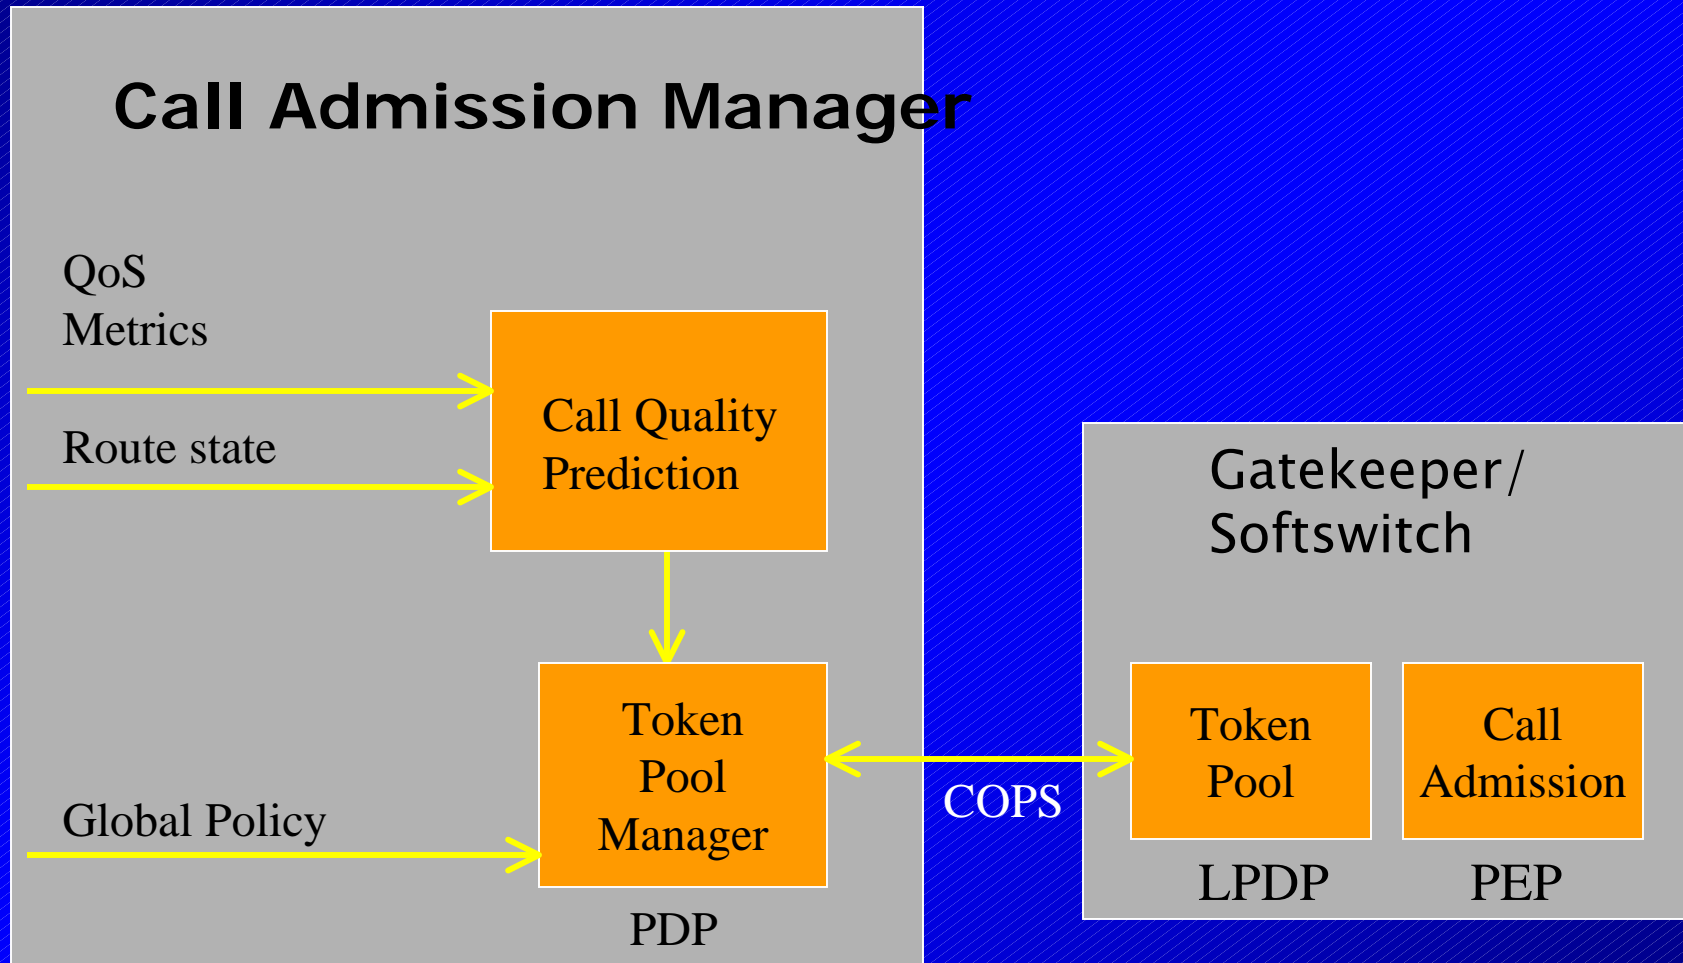 Call Admission Manager
QoS
Metrics
Route state
Call Quality
Prediction
Global Policy
Token
Pool
Manager
PDP
COPS
Gatekeeper/
Softswitch
Token
Pool
LPDP
Call
Admission
PEP